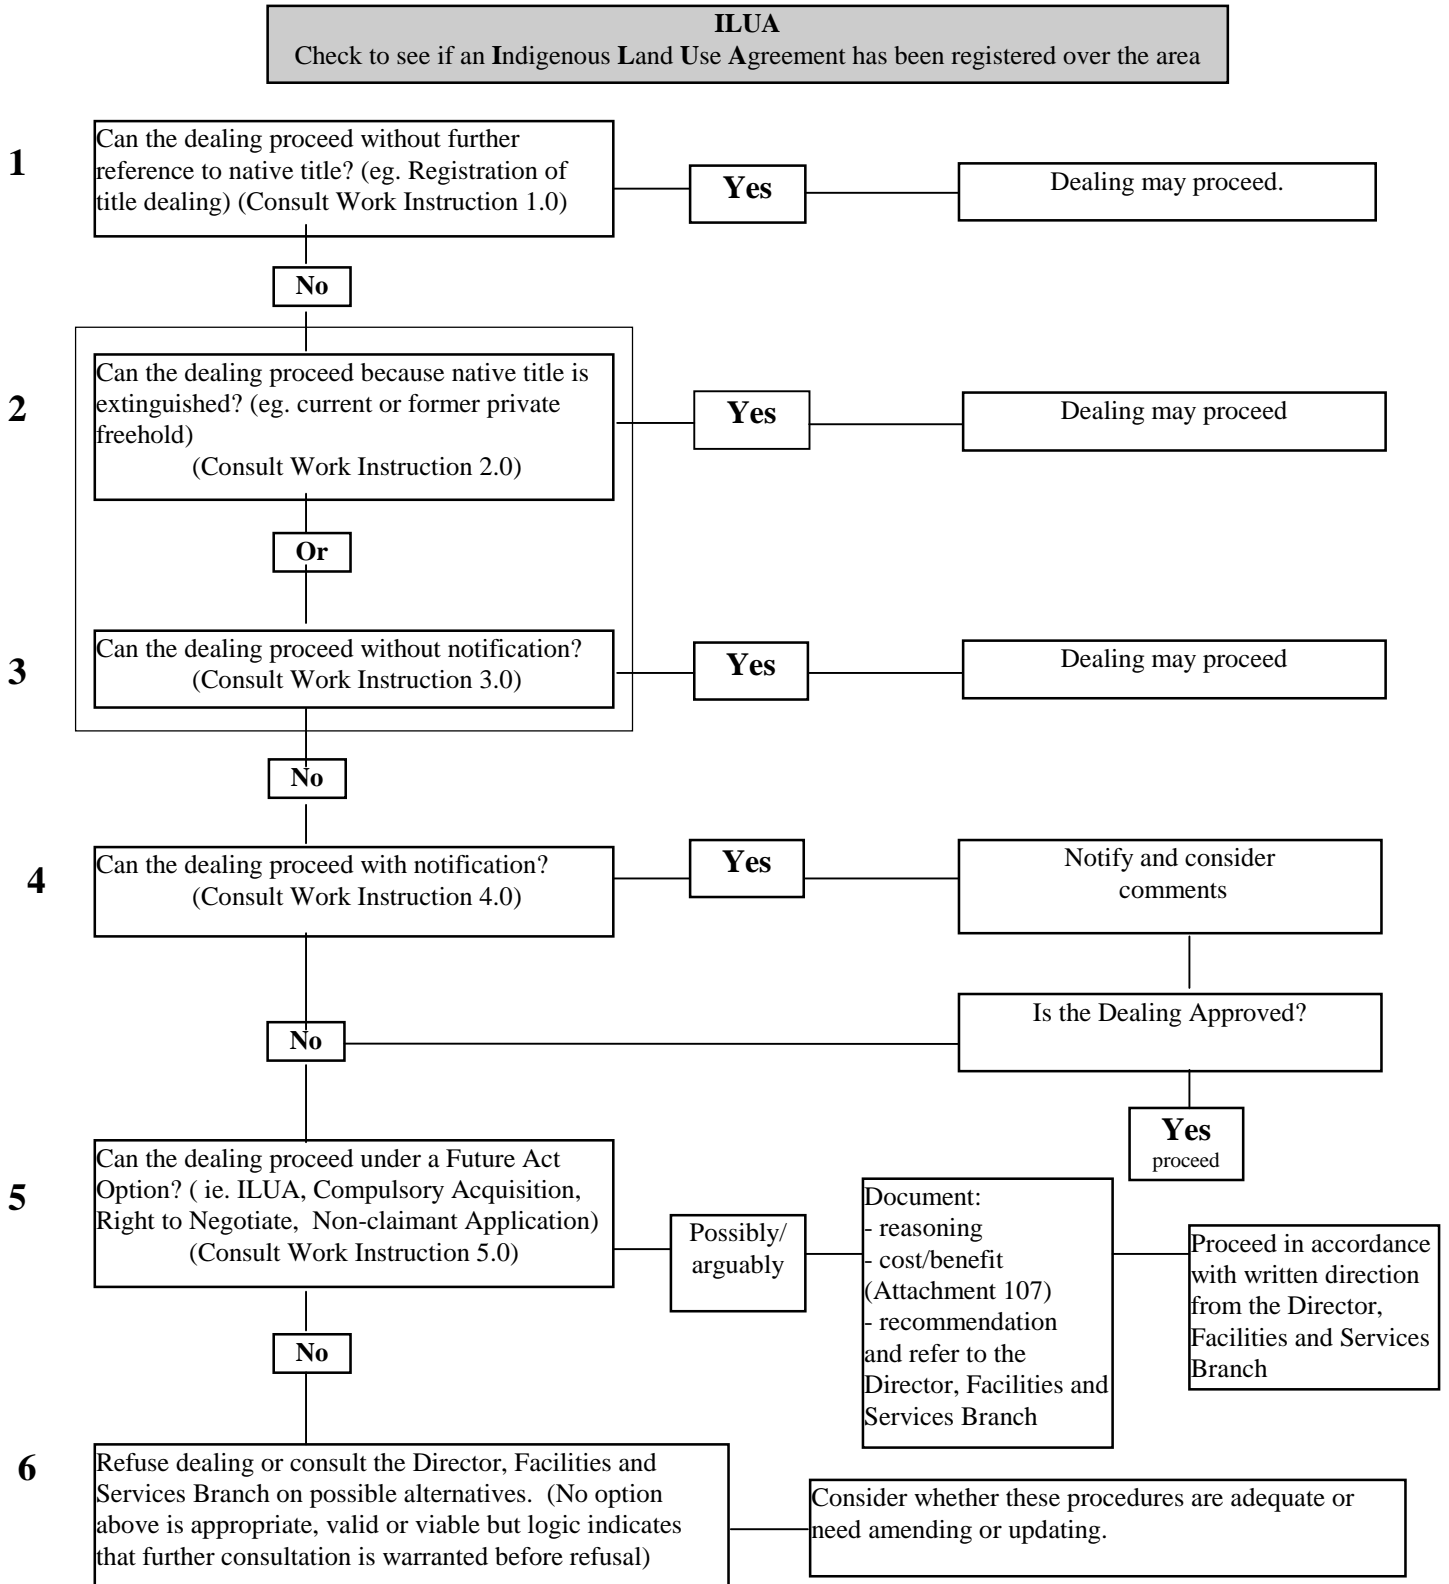 ILUA
Check to see if an Indigenous Land Use Agreement has been registered over the area
1
Can the dealing proceed without further
reference to native title? (eg. Registration of
title dealing) (Consult Work Instruction 1.0)
Yes
Dealing may proceed.
No
2
Can the dealing proceed because native title is
extinguished? (eg. current or former private
freehold)
(Consult Work Instruction 2.0)
Yes
Dealing may proceed
Or
3
Can the dealing proceed without notification?
(Consult Work Instruction 3.0)
Yes
Dealing may proceed
No
4
Can the dealing proceed with notification?
(Consult Work Instruction 4.0)
Yes
Notify and consider
comments
Is the Dealing Approved?
No
Yes
proceed
5
Can the dealing proceed under a Future Act
Option? ( ie. ILUA, Compulsory Acquisition,
Right to Negotiate, Non-claimant Application)
(Consult Work Instruction 5.0)
Possibly/
arguably
Document:
- reasoning
- cost/benefit
(Attachment 107)
- recommendation
and refer to the
Director, Facilities and
Services Branch
Proceed in accordance
with written direction
from the Director,
Facilities and Services
Branch
No
6
Refuse dealing or consult the Director, Facilities and
Services Branch on possible alternatives. (No option
above is appropriate, valid or viable but logic indicates
that further consultation is warranted before refusal)
Consider whether these procedures are adequate or
need amending or updating.